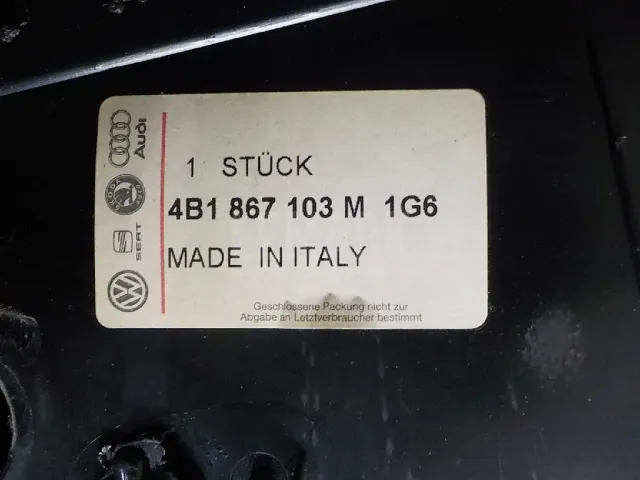 Audi
SKODA
SEAT
1 STÜCK
4B1 867 103 M 1G6
MADE IN ITALY
Geschlossene Packung nicht zur
Abgabe an Letztverbraucher bestimmt